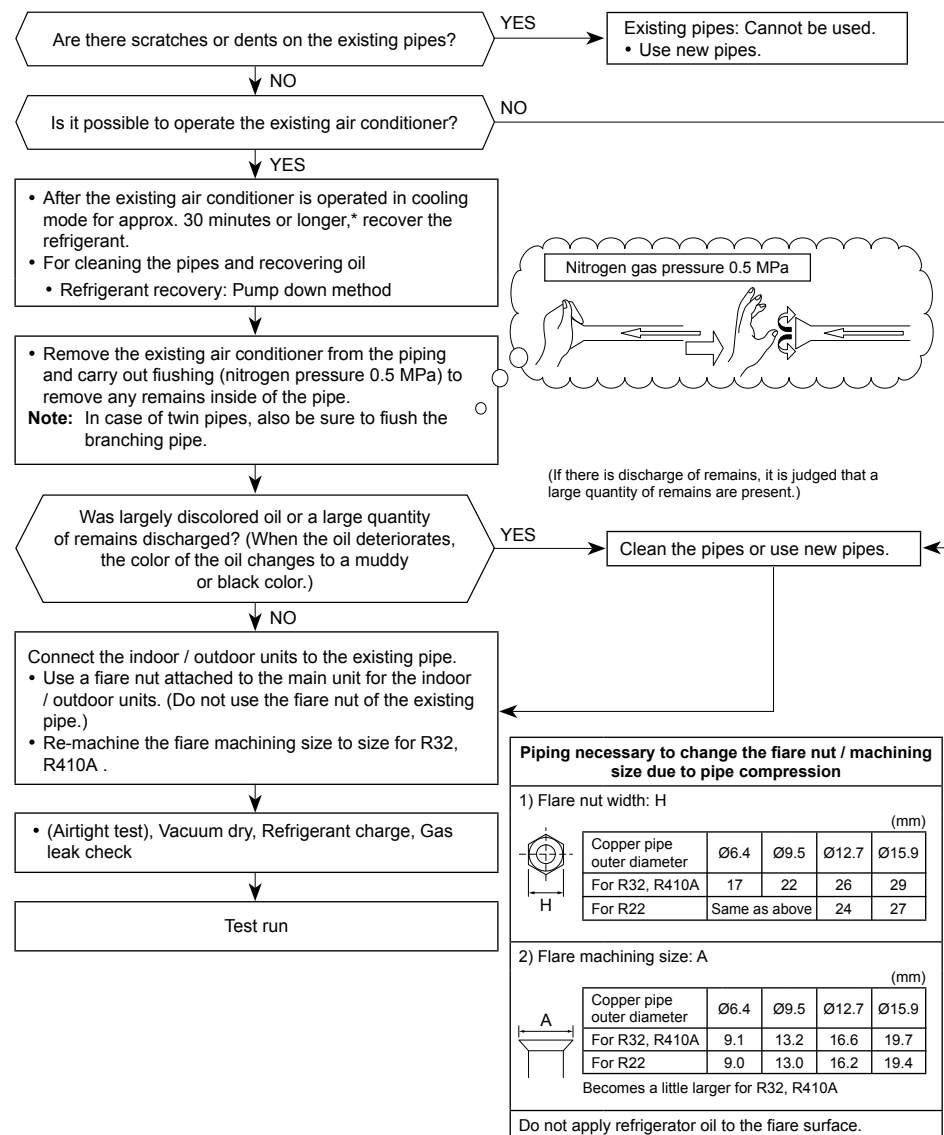 Are there scratches or dents on the existing pipes?
YES
Existing pipes: Cannot be used.
• Use new pipes.
NO
Is it possible to operate the existing air conditioner?
NO
YES
• After the existing air conditioner is operated in cooling
mode for approx. 30 minutes or longer,* recover the
refrigerant.
• For cleaning the pipes and recovering oil
• Refrigerant recovery: Pump down method
Nitrogen gas pressure 0.5 MPa
• Remove the existing air conditioner from the piping
and carry out fiushing (nitrogen pressure 0.5 MPa) to
remove any remains inside of the pipe.
Note: In case of twin pipes, also be sure to fiush the
branching pipe.
(If there is discharge of remains, it is judged that a
large quantity of remains are present.)
Was largely discolored oil or a large quantity
of remains discharged? (When the oil deteriorates,
the color of the oil changes to a muddy
or black color.)
YES
Clean the pipes or use new pipes.
NO
Connect the indoor / outdoor units to the existing pipe.
• Use a fiare nut attached to the main unit for the indoor
/ outdoor units. (Do not use the fiare nut of the existing
pipe.)
• Re-machine the fiare machining size to size for R32,
R410A .
• (Airtight test), Vacuum dry, Refrigerant charge, Gas
leak check
Test run
Piping necessary to change the fiare nut / machining
size due to pipe compression
1) Flare nut width: H
(mm)
H
Copper pipe
outer diameter Ø6.4 Ø9.5 Ø12.7 Ø15.9
For R32, R410A 17 22 26 29
For R22 Same as above 24 27
2) Flare machining size: A
(mm)
A
Copper pipe
outer diameter Ø6.4 Ø9.5 Ø12.7 Ø15.9
For R32, R410A 9.1 13.2 16.6 19.7
For R22 9.0 13.0 16.2 19.4
Becomes a little larger for R32, R410A
Do not apply refrigerator oil to the fiare surface.